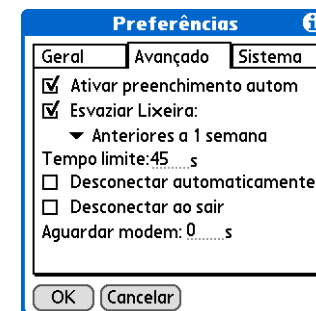 Preferências
Geral Avançado Sistema
Ativar preenchimento autom
Esvaziar Lixeira:
Anteriores a 1 semana
Tempo limite:45 s
Desconectar automaticamente
Desconectar ao sair
Aguardar modem: 0 s
OK Cancelar